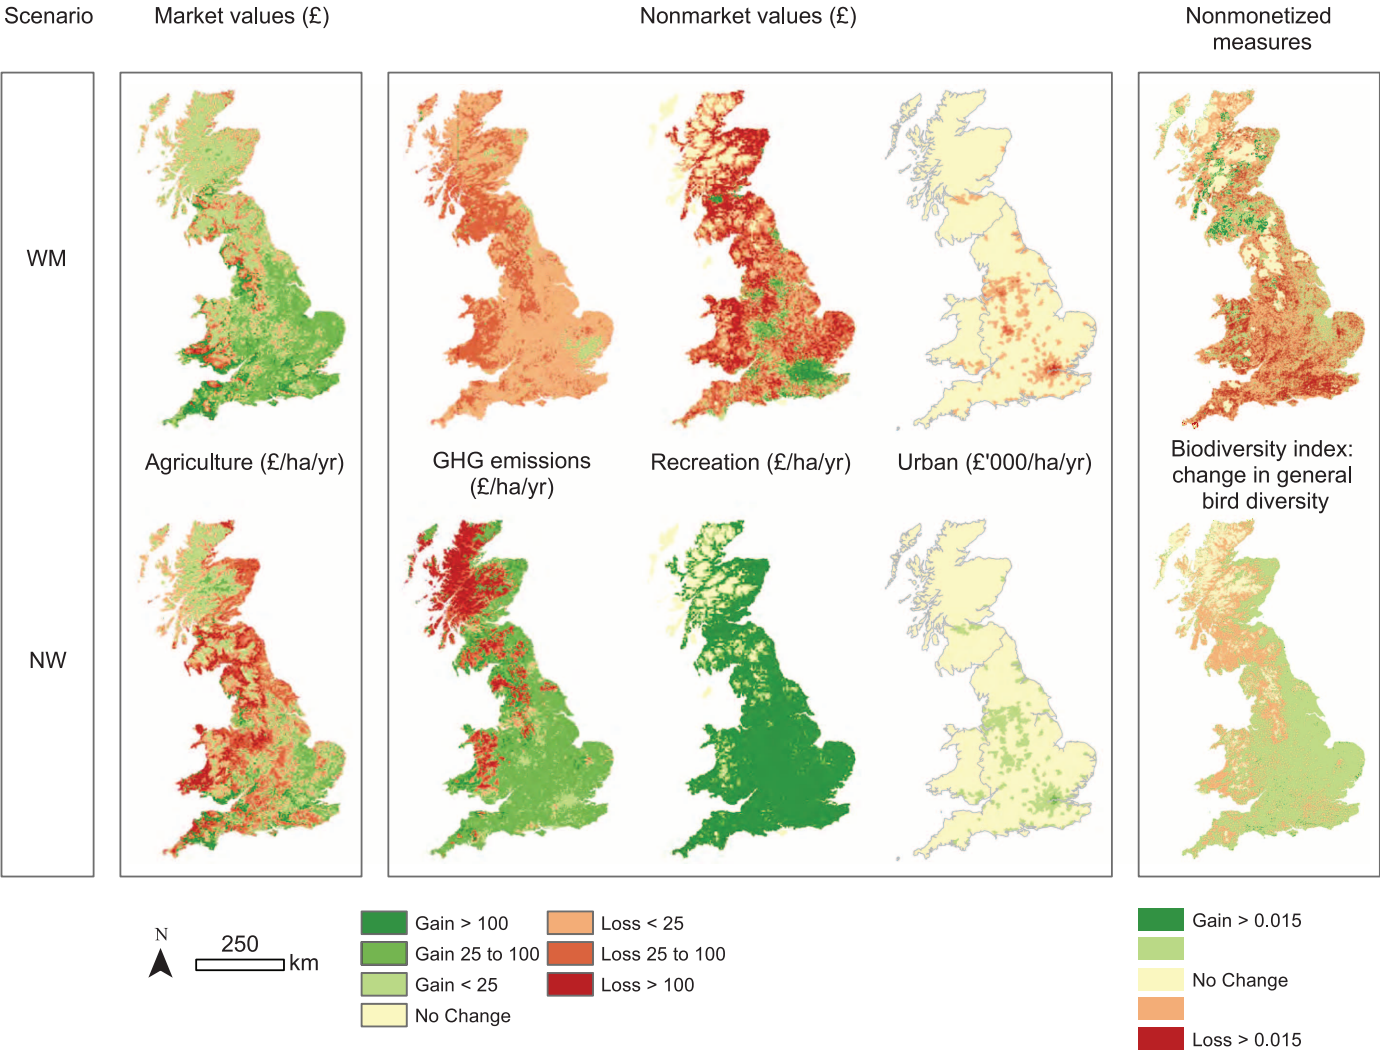 Scenario
Market values (£)
Nonmarket values (£)
Nonmonetized
measures
WM
Agriculture (£/ha/yr)
GHG emissions
(£/ha/yr)
Recreation (£/ha/yr)
Urban (£'000/ha/yr)
Biodiversity index:
change in general
bird diversity
NW
N
250
km
Gain > 100
Gain 25 to 100
Gain < 25
No Change
Loss < 25
Loss 25 to 100
Loss > 100
Gain > 0.015
No Change
Loss > 0.015